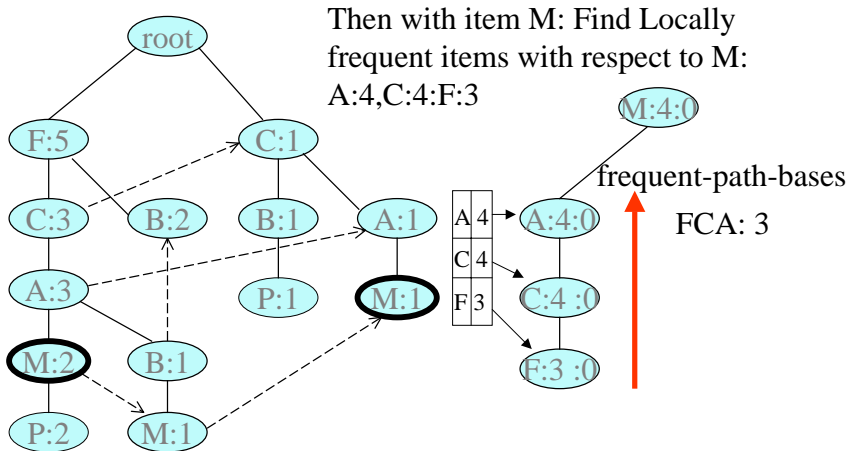 Then with item M: Find Locally
frequent items with respect to M:
A:4,C:4:F:3
root
F:5
C:1
C:3
B:2
B:1
A:1
A:3
P:1
M:1
M:2
B:1
P:2
M:1
A 4
C 4
F 3
M:4:0
A:4:0
C:4 :0
F:3 :0
frequent-path-bases
FCA: 3